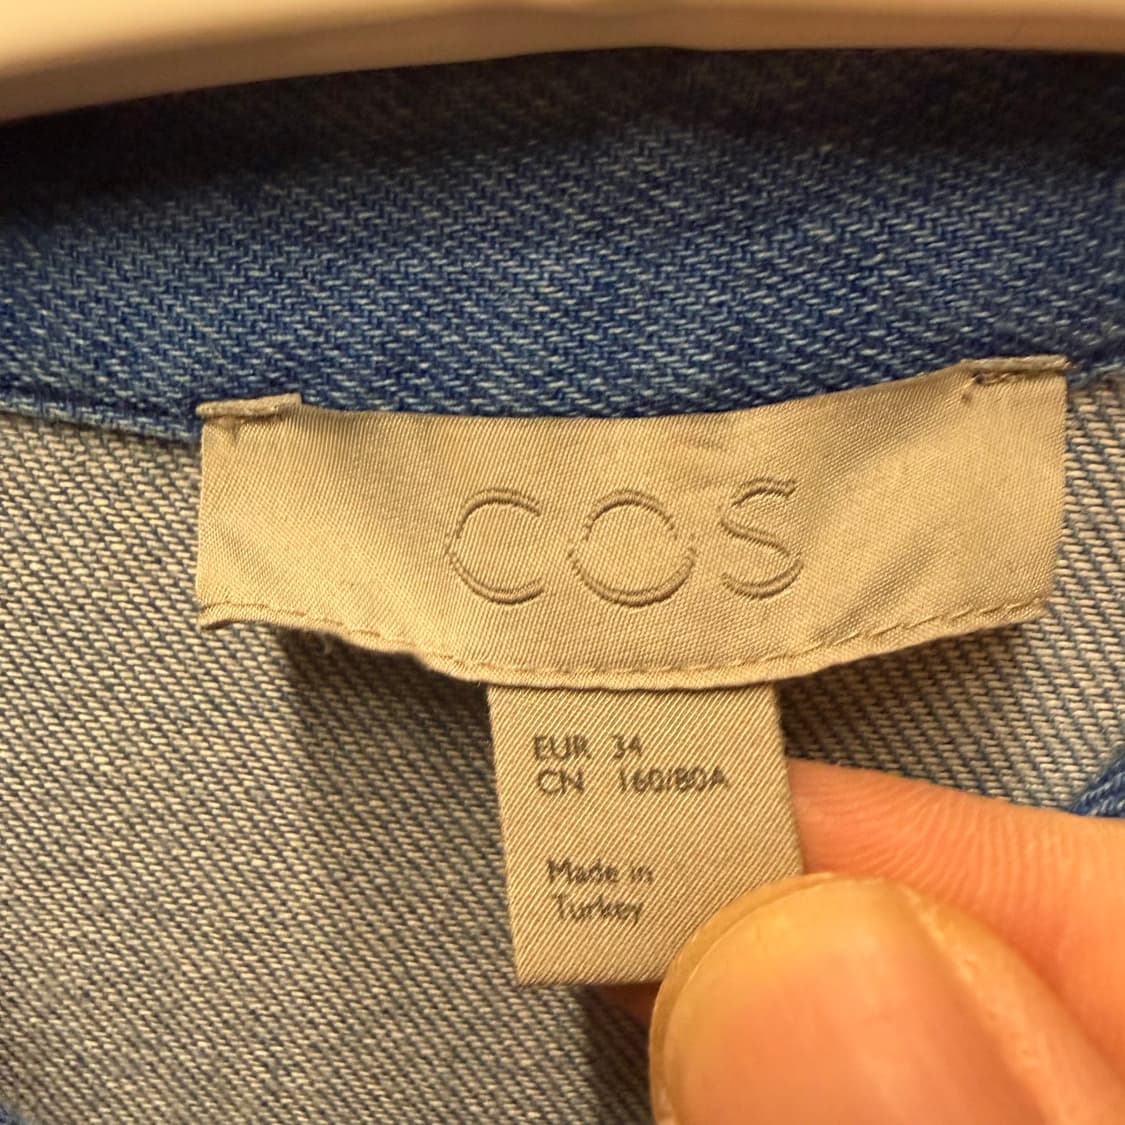 COS
EUR 34
CN 160/80A
Made in
Turkey